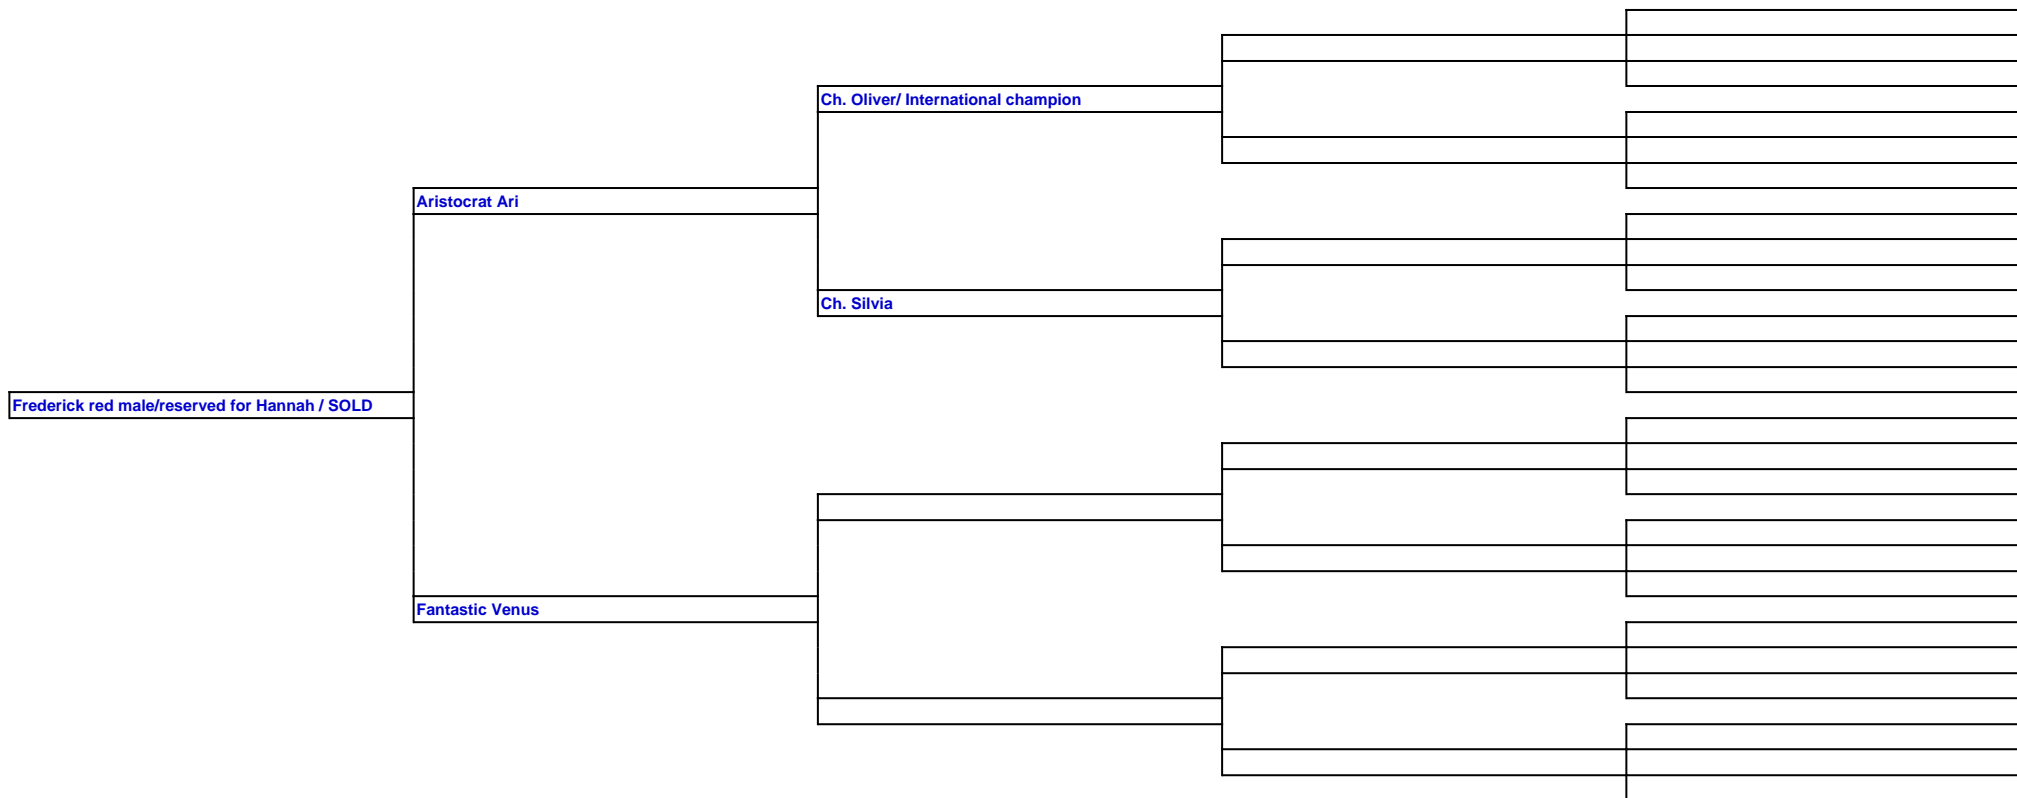 Ch. Oliver/ International champion
Aristocrat Ari
Ch. Silvia
Frederick red male/reserved for Hannah / SOLD
Fantastic Venus